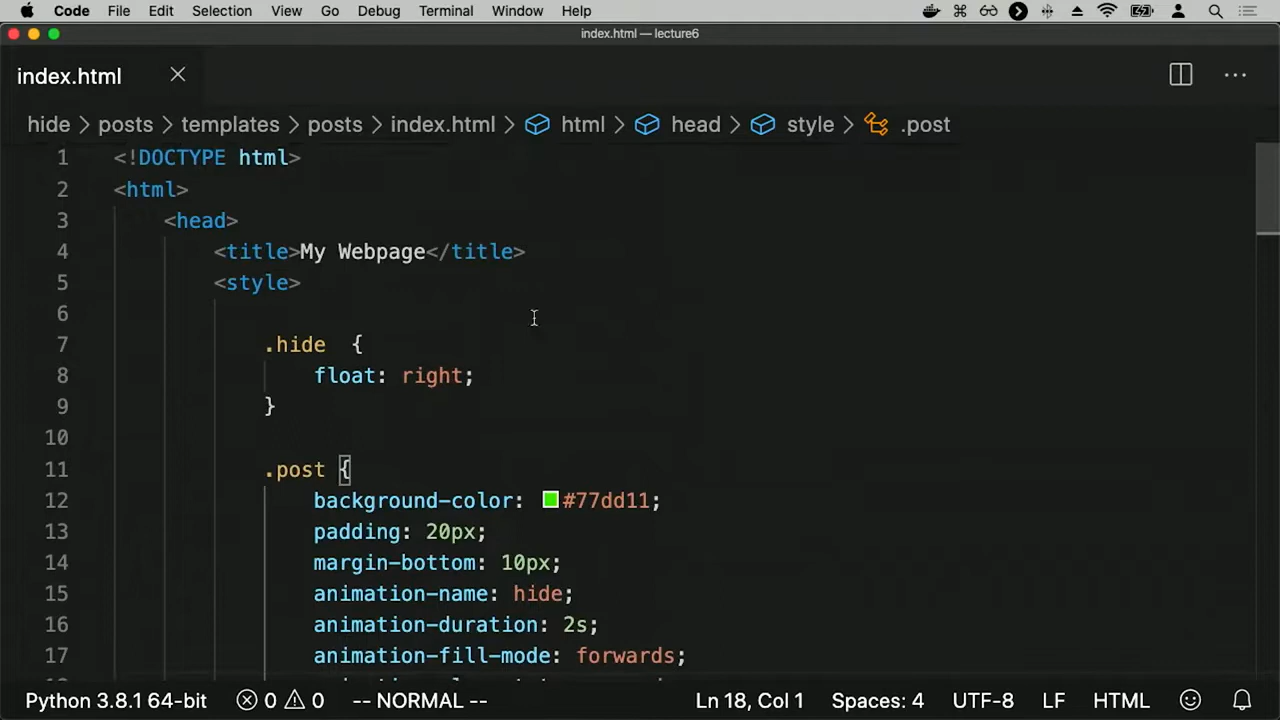 Code File Edit Selection View Go Debug Terminal Window Help
index.html — lecture6
index.html
hide > posts > templates > posts > index.html > html > head > style > .post
1 <!DOCTYPE html>
2 <html>
3 <head>
4 <title>My Webpage</title>
5 <style>
6
7 .hide {
8 float: right;
9 }
10
11 .post {
12 background-color: #77dd11;
13 padding: 20px;
14 margin-bottom: 10px;
15 animation-name: hide;
16 animation-duration: 2s;
17 animation-fill-mode: forwards;
Python 3.8.1 64-bit 0 0 -- NORMAL -- Ln 18, Col 1 Spaces: 4 UTF-8 LF HTML